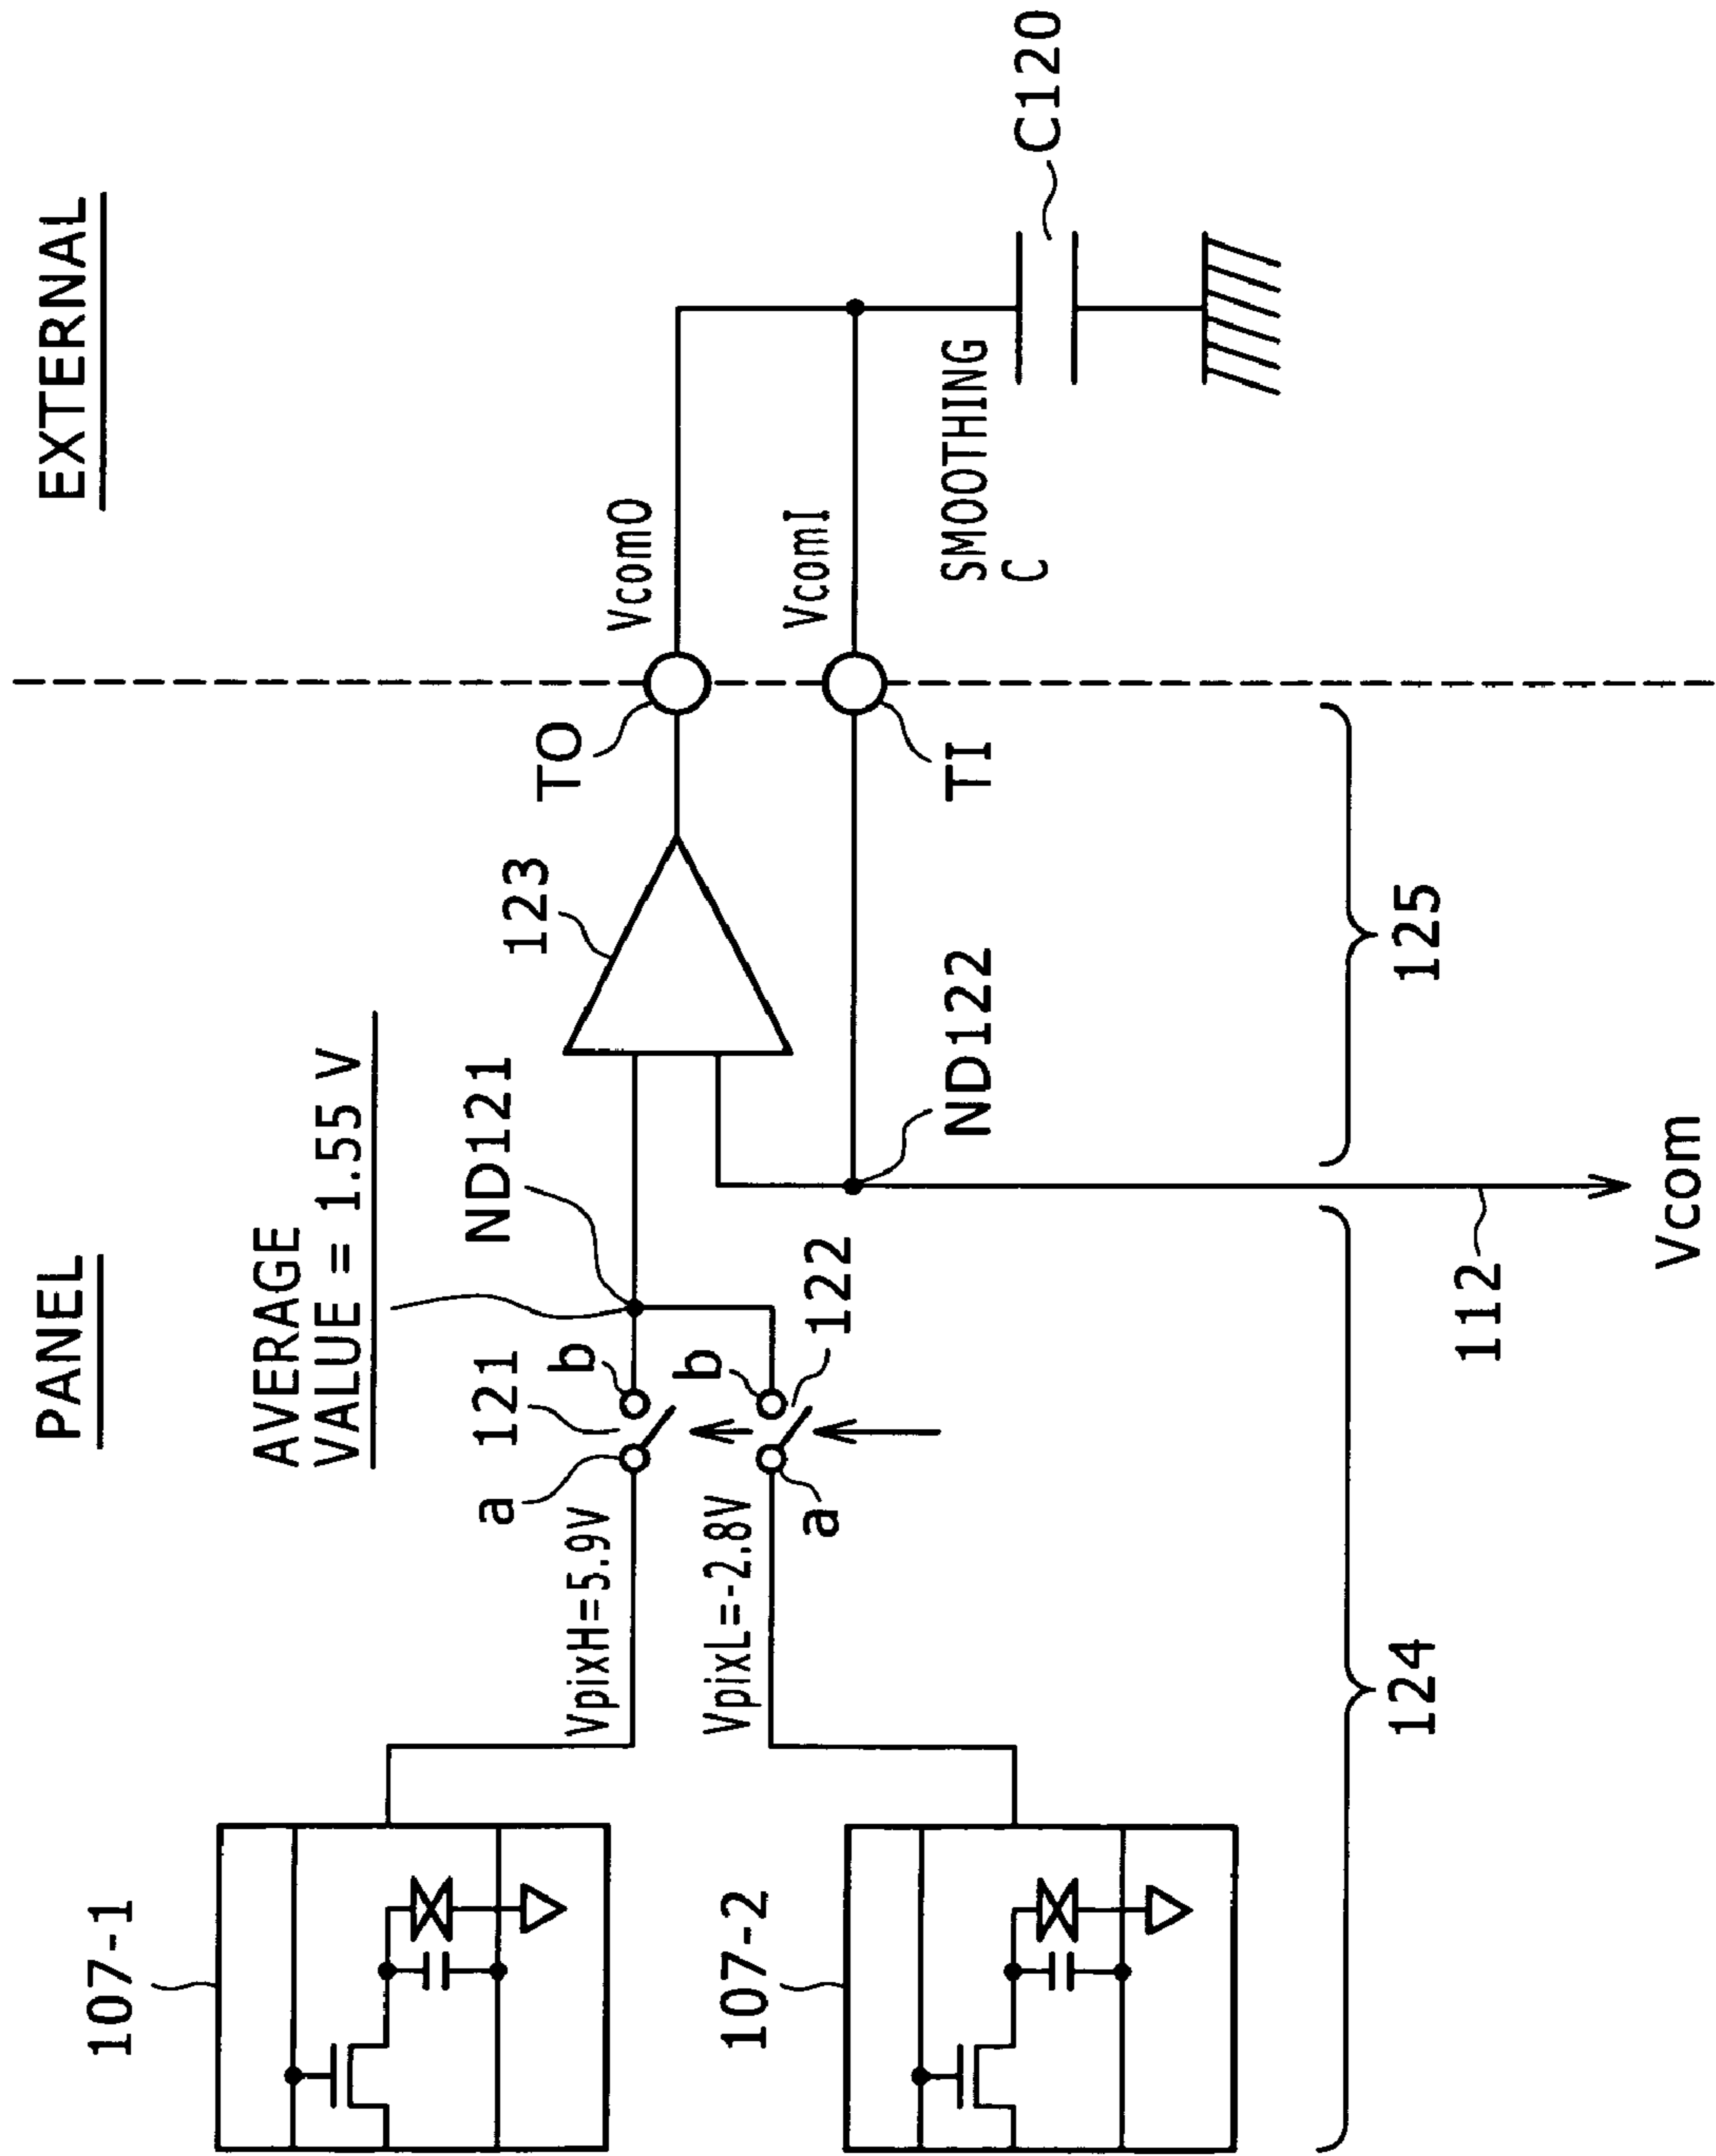 PANEL
EXTERNAL
AVERAGE
VALUE = 1.55 V
107-1
VpixH=5.9V
a
121
b
ND121
123
TO
VcomO
107-2
VpixL=-2.8V
a
b
122
ND122
TI
VcomI
SMOOTHING
C
C120
124
112
125
Vcom